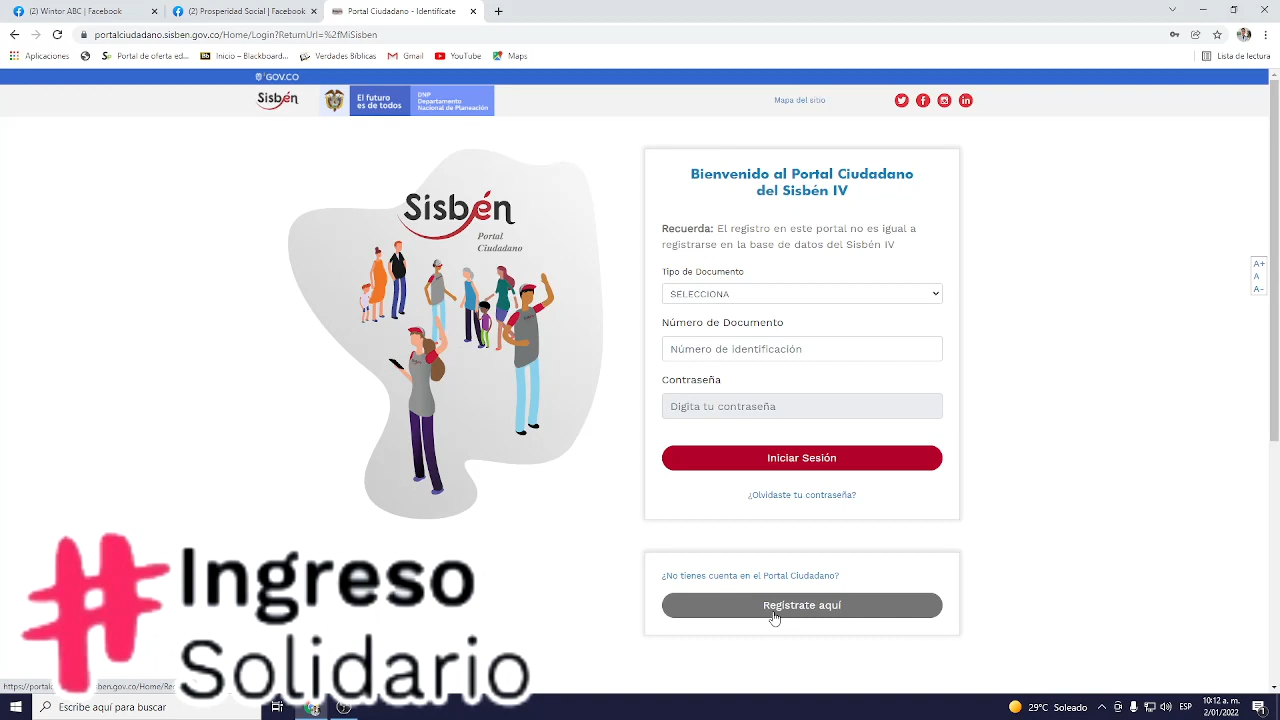 (2) Winter ABC | Facebook
(2) Prosperidad Social | Facebook
Portal Ciudadano - Identifícate
portalciudadano.sisben.gov.co/Home/Login?ReturnUrl=%2FMiSisben
Aplicaciones
Portal de oferta ed...
Inicio – Blackboard...
Verdades Bíblicas
Gmail
YouTube
Maps
Lista de lectura
GOV.CO
Sisbén
El futuro
es de todos
DNP
Departamento
Nacional de Planeación
Mapa del sitio
Sisbén
Portal
Ciudadano
Bienvenido al Portal Ciudadano
del Sisbén IV
Recuerda: El registro en este portal no es igual a
registrarse en la base de datos del Sisbén IV
Tipo de Documento
SELECCIONA
Número de Documento
Número de identificación
Contraseña
Digita tu contraseña
Iniciar Sesión
¿Olvidaste tu contraseña?
¿No tienes cuenta en el Portal Ciudadano?
Regístrate aquí
A+
A
A-
#Ingreso
Solidario
Escribe aquí para buscar
29°C Soleado
ESP
10:12 a. m.
2/01/2022